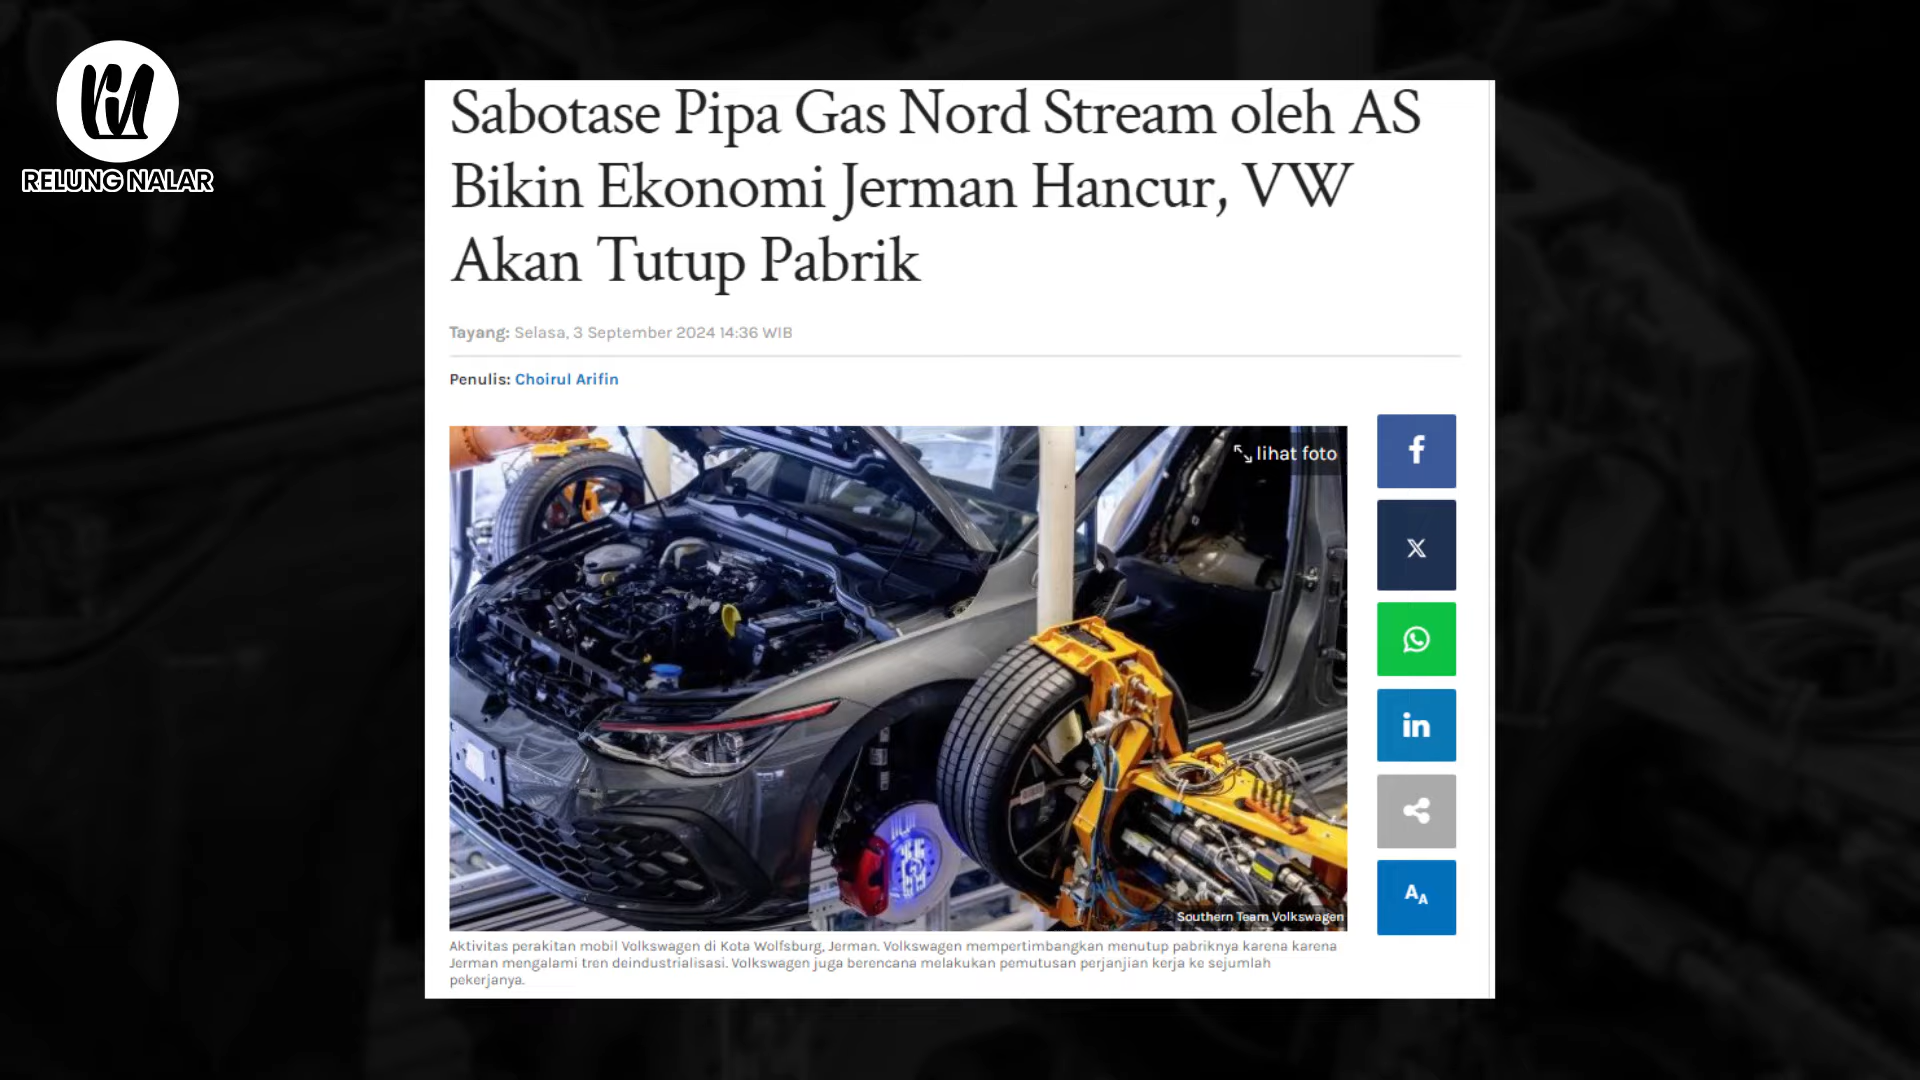 RELUNG NALAR
Sabotase Pipa Gas Nord Stream oleh AS
Bikin Ekonomi Jerman Hancur, VW
Akan Tutup Pabrik
Tayang: Selasa, 3 September 2024 14:36 WIB
Penulis: Choirul Arifin
lihat foto
Southern Team Volkswagen
Aktivitas perakitan mobil Volkswagen di Kota Wolfsburg, Jerman. Volkswagen mempertimbangkan menutup pabriknya karena karena
Jerman mengalami tren deindustrialisasi. Volkswagen juga berencana melakukan pemutusan perjanjian kerja ke sejumlah
pekerjanya.